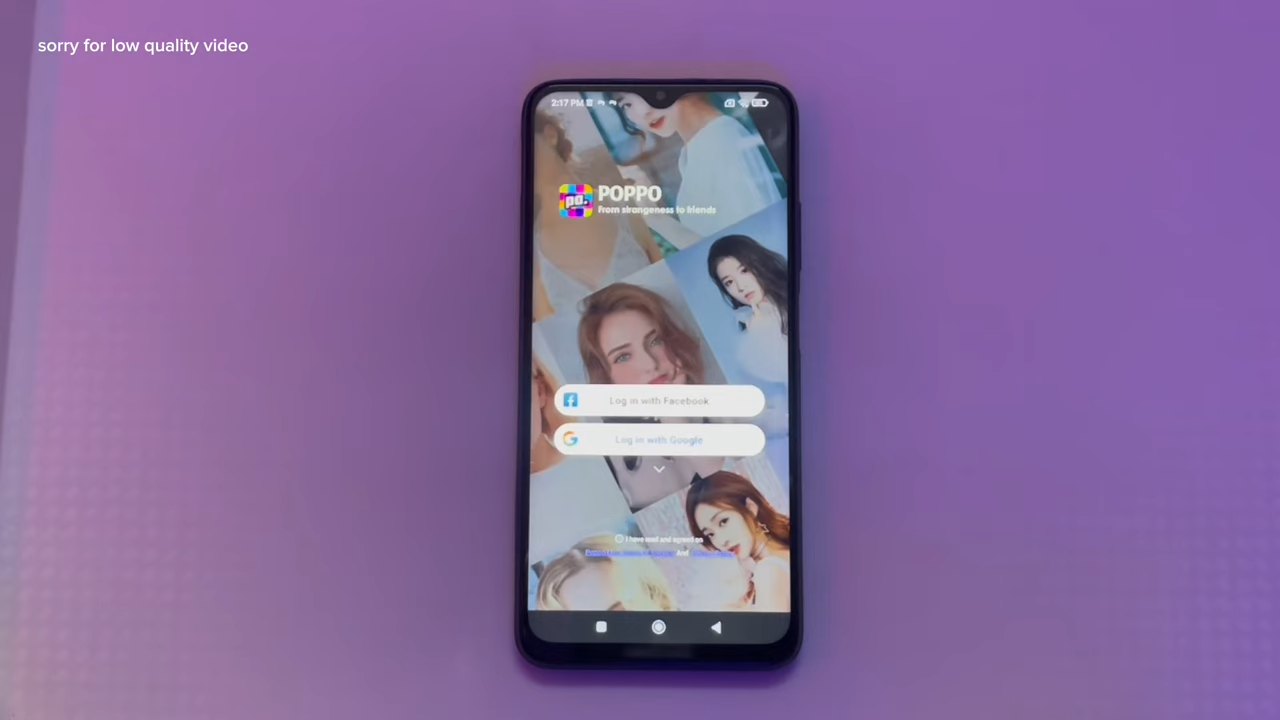 sorry for low quality video
2:17 PM
POPPO
From strangeness to friends
Log in with Facebook
Log in with Google
I have read and agreed on
And